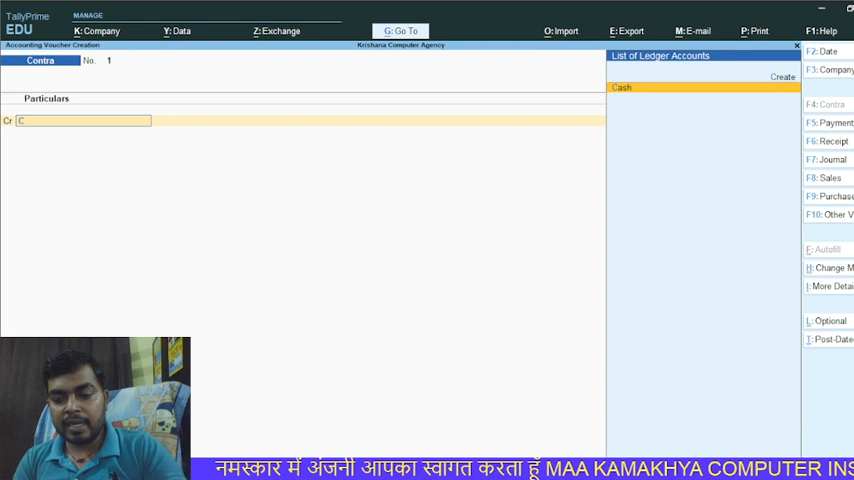 TallyPrime
EDU
MANAGE
K: Company
Y: Data
Z: Exchange
G: Go To
O: Import
E: Export
M: E-mail
P: Print
F1: Help
Accounting Voucher Creation
Krishana Computer Agency
×
Contra
No. 1
Particulars
Cr C
List of Ledger Accounts
Create
Cash
F2: Date
F3: Company
F4: Contra
F5: Payment
F6: Receipt
F7: Journal
F8: Sales
F9: Purchase
F10: Other V
F: Autofill
H: Change M
I: More Detai
L: Optional
T: Post-Date
नमस्कार में अंजनी आपका स्वागत करता हूँ MAA KAMAKHYA COMPUTER INS